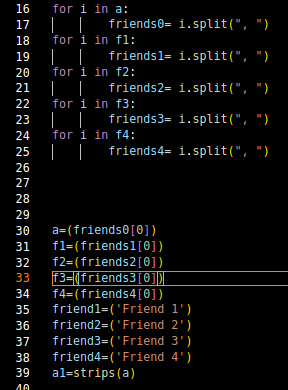 16 for i in a:
17 friends0= i.split(", ")
18 for i in f1:
19 friends1= i.split(", ")
20 for i in f2:
21 friends2= i.split(", ")
22 for i in f3:
23 friends3= i.split(", ")
24 for i in f4:
25 friends4= i.split(", ")
26
27
28
29
30 a=(friends0[0])
31 f1=(friends1[0])
32 f2=(friends2[0])
33 f3=(friends3[0])
34 f4=(friends4[0])
35 friend1=('Friend 1')
36 friend2=('Friend 2')
37 friend3=('Friend 3')
38 friend4=('Friend 4')
39 a1=strips(a)
40